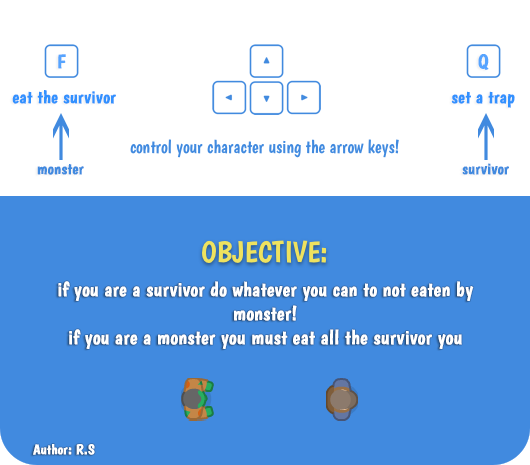 F
Q
eat the survivor
set a trap
control your character using the arrow keys!
monster
survivor
OBJECTIVE:
if you are a survivor do whatever you can to not eaten by
monster!
if you are a monster you must eat all the survivor you
Author: R.S